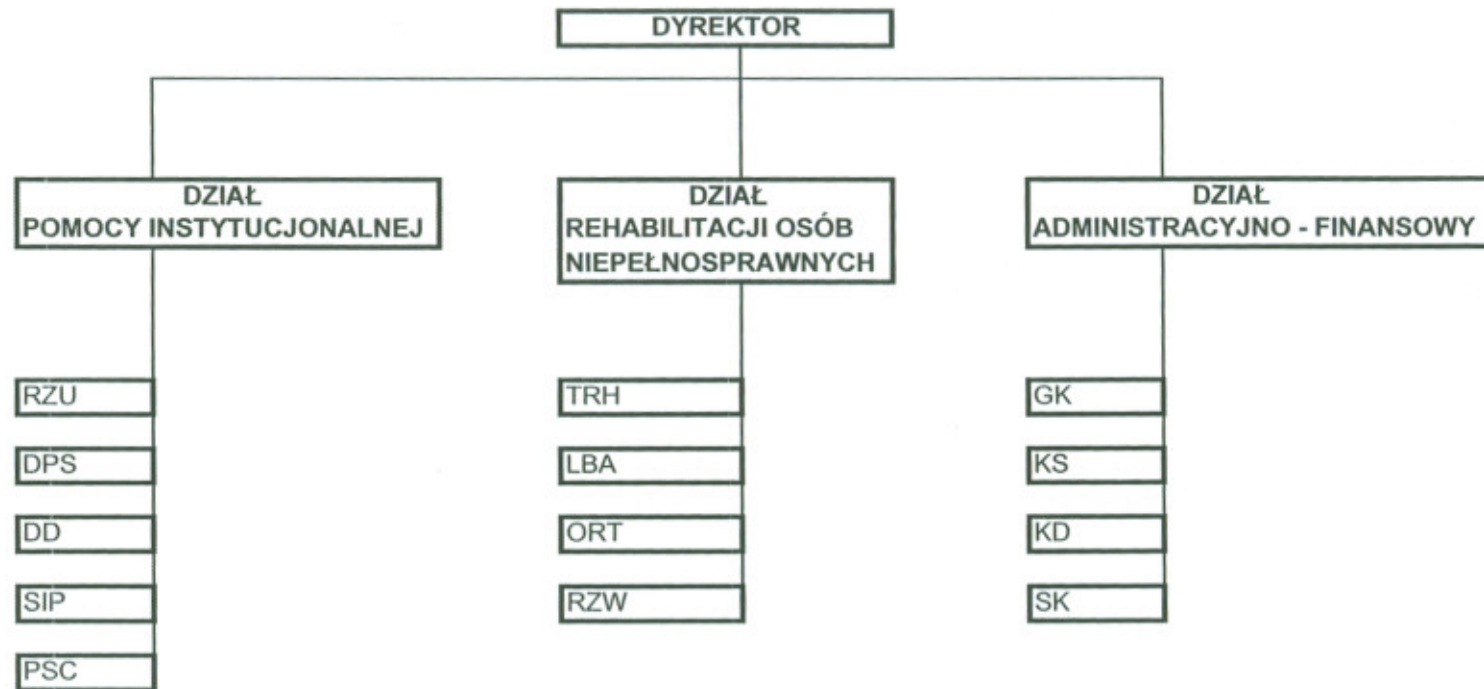 DYREKTOR
DZIAŁ
POMOCY INSTYTUCJONALNEJ
DZIAŁ
REHABILITACJI OSÓB
NIEPEŁNOSPRAWNYCH
DZIAŁ
ADMINISTRACYJNO - FINANSOWY
RZU
DPS
DD
SIP
PSC
TRH
LBA
ORT
RZW
GK
KS
KD
SK